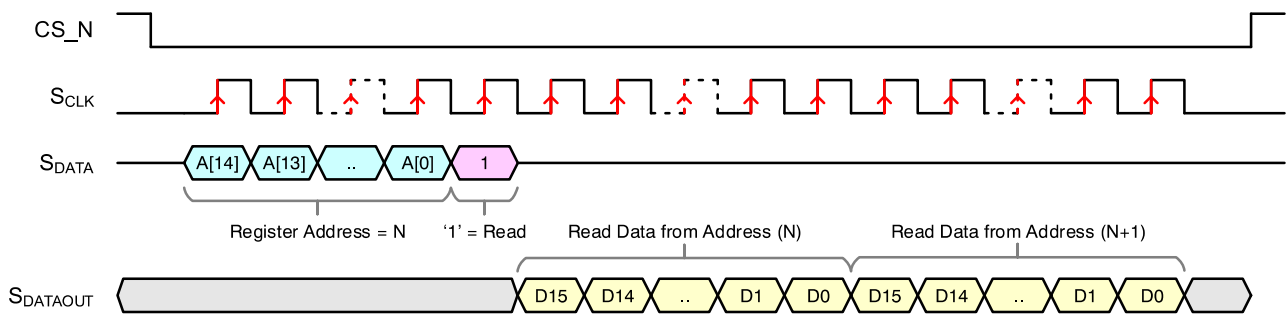 CS_N
SCLK
SDATA
A[14] A[13] .. A[0] 1
Register Address = N ‘1’ = Read Read Data from Address (N) Read Data from Address (N+1)
SDATAOUT
D15 D14 .. D1 D0 D15 D14 .. D1 D0